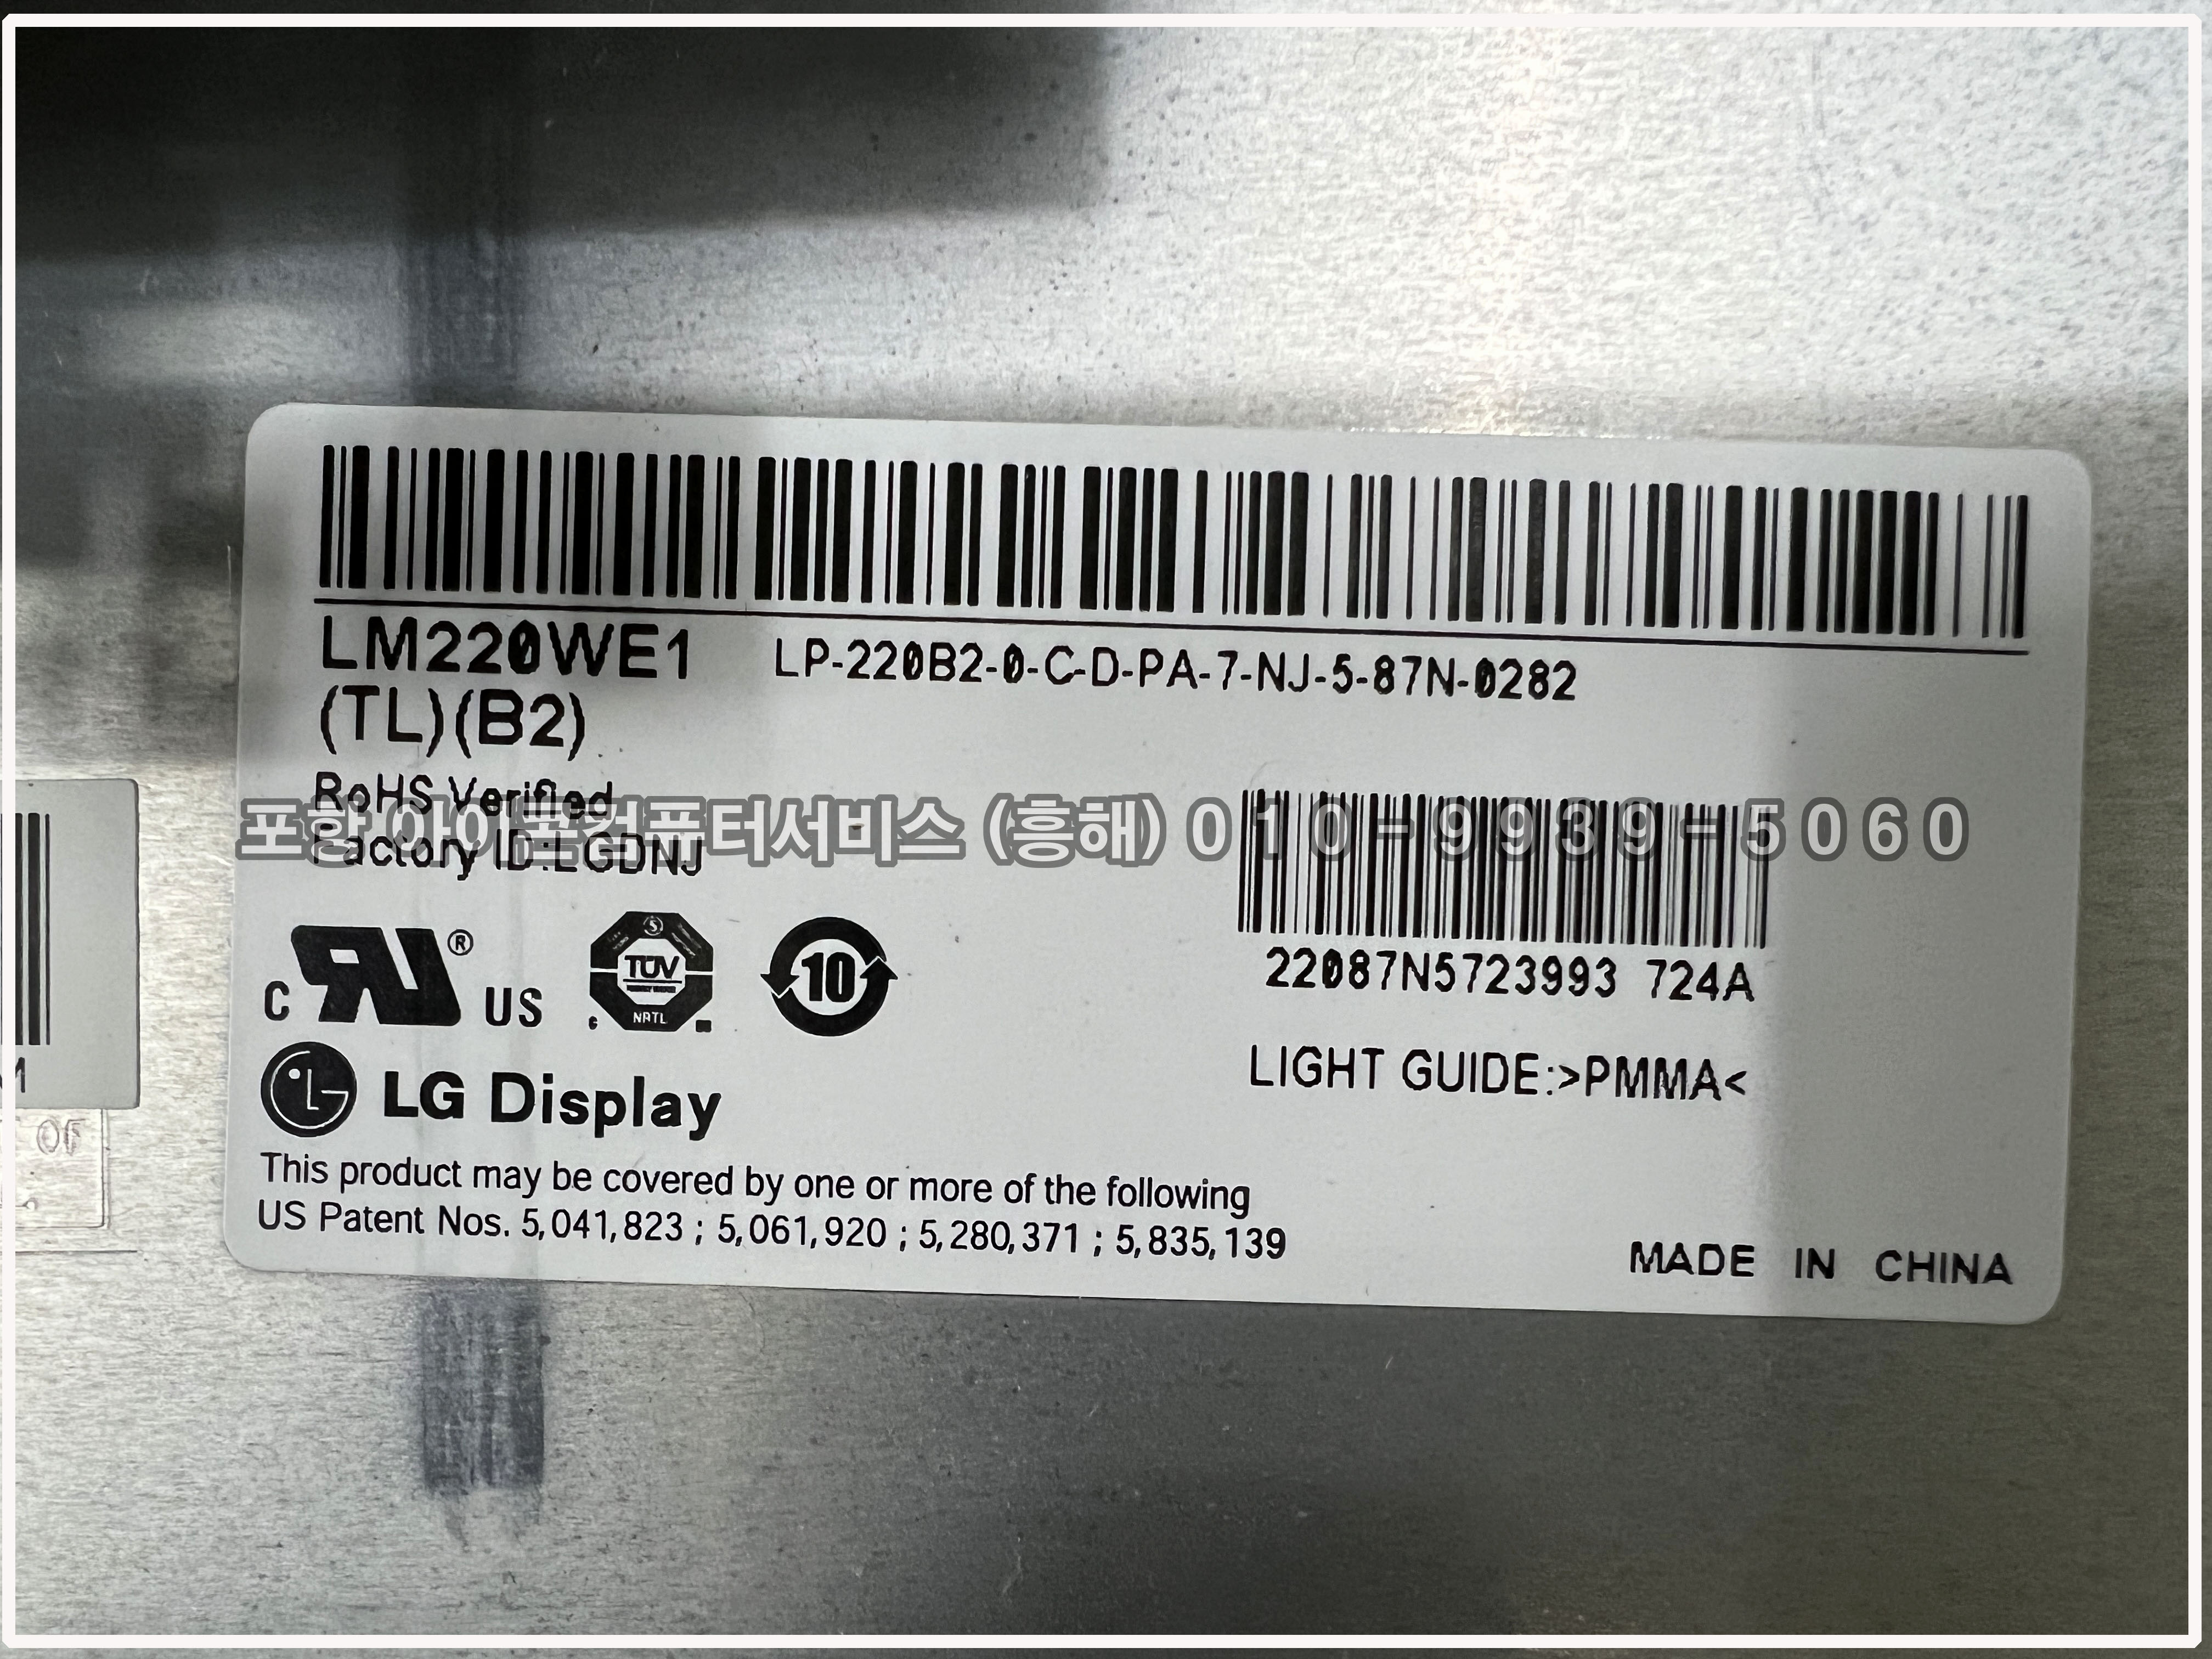 LM220WE1 LP-220B2-0-C-D-PA-7-NJ-5-87N-0282
(TL)(B2)
RoHS Verified
포항 아이폰컴퓨터서비스 (흥해) 010-9939-5060
Factory ID:LGDNJ
C RU ® US
TUV
NRTL
10
22087N5723993 724A
LG Display
LIGHT GUIDE:>PMMA<
This product may be covered by one or more of the following
US Patent Nos. 5,041,823 ; 5,061,920 ; 5,280,371 ; 5,835,139
MADE IN CHINA